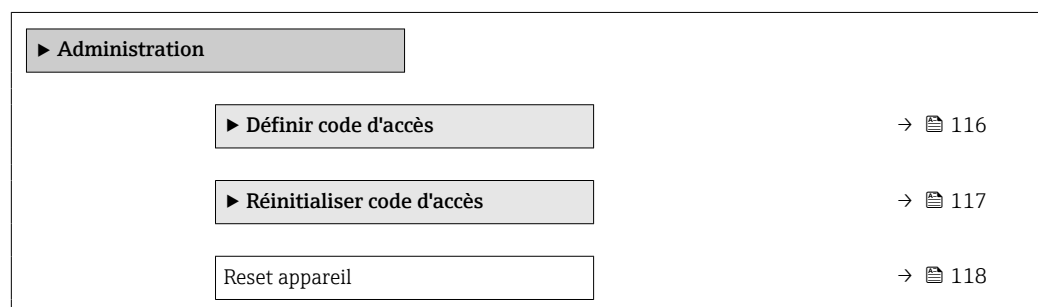 ▶ Administration
▶ Définir code d'accès → 116
▶ Réinitialiser code d'accès → 117
Reset appareil → 118